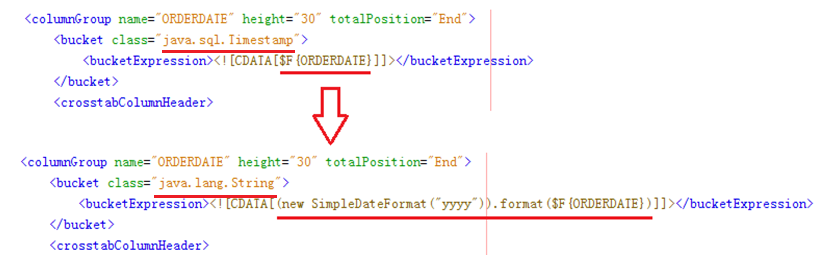 <columnGroup name="ORDERDATE" height="30" totalPosition="End">
<bucket class="java.sql.Timestamp">
<bucketExpression><![CDATA[$F{ORDERDATE}]]></bucketExpression>
</bucket>
<crosstabColumnHeader>
<columnGroup name="ORDERDATE" height="30" totalPosition="End">
<bucket class="java.lang.String">
<bucketExpression><![CDATA[(new SimpleDateFormat("yyyy")).format($F{ORDERDATE})]]></bucketExpression>
</bucket>
<crosstabColumnHeader>